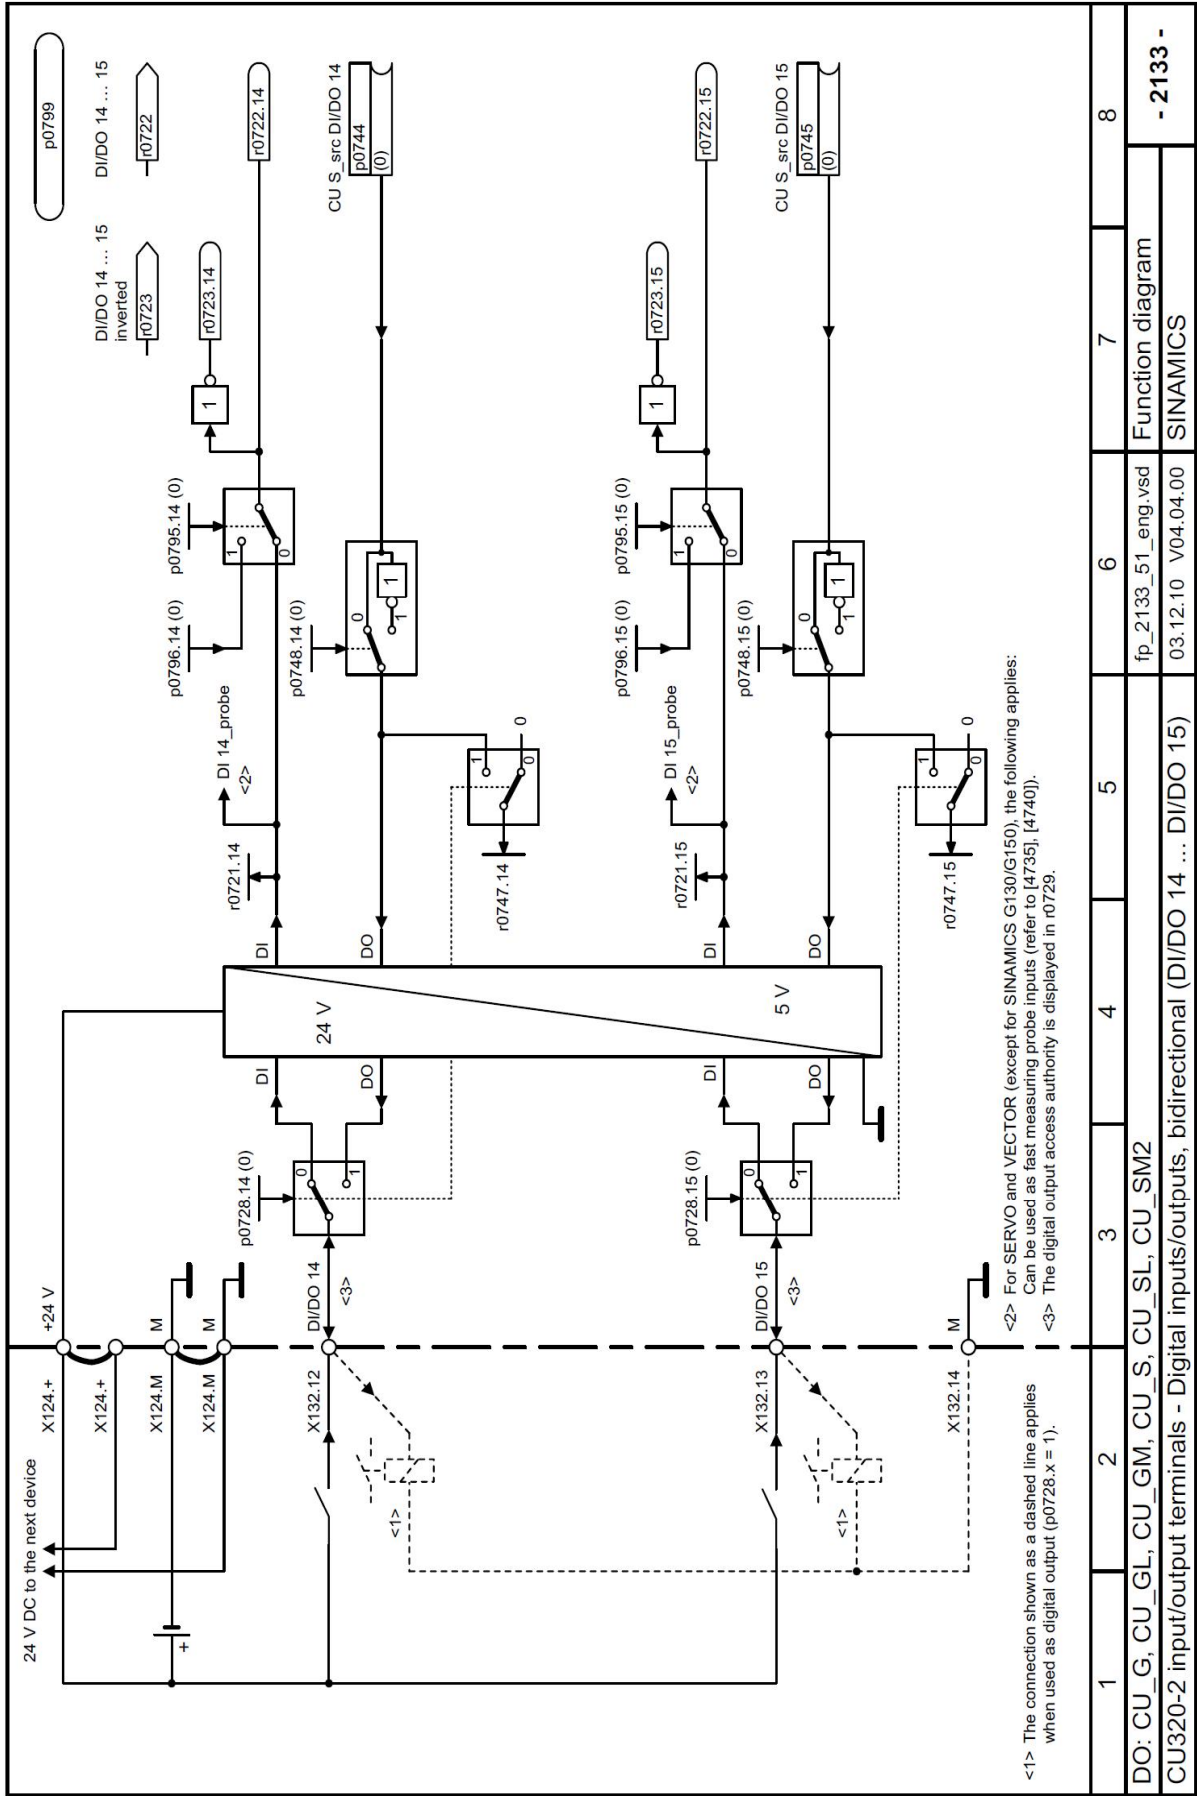 24 V DC to the next device
X124.+
+24 V
X124.+
X124.M
M
X124.M
M
+
p0799
DI/DO 14 ... 15
inverted
r0723
DI/DO 14 ... 15
r0722
X132.12
DI/DO 14
<3>
<1>
p0728.14 (0)
0
1
DI
DO
24 V
5 V
DI
DO
r0721.14
DI 14_probe
<2>
p0796.14 (0)
p0795.14 (0)
1
0
1
r0723.14
r0722.14
p0748.14 (0)
0
1
1
CU S_src DI/DO 14
p0744
(0)
r0747.14
1
0
0
X132.13
DI/DO 15
<3>
<1>
p0728.15 (0)
0
1
DI
DO
DI
DO
r0721.15
DI 15_probe
<2>
p0796.15 (0)
p0795.15 (0)
1
0
1
r0723.15
r0722.15
p0748.15 (0)
0
1
1
CU S_src DI/DO 15
p0745
(0)
r0747.15
1
0
0
X132.14
M
<1> The connection shown as a dashed line applies
when used as digital output (p0728.x = 1).
<2> For SERVO and VECTOR (except for SINAMICS G130/G150), the following applies:
Can be used as fast measuring probe inputs (refer to [4735], [4740]).
<3> The digital output access authority is displayed in r0729.
1
2
3
4
5
6
7
8
DO: CU_G, CU_GL, CU_GM, CU_S, CU_SL, CU_SM2
fp_2133_51_eng.vsd
Function diagram
- 2133 -
CU320-2 input/output terminals - Digital inputs/outputs, bidirectional (DI/DO 14 ... DI/DO 15)
03.12.10 V04.04.00
SINAMICS